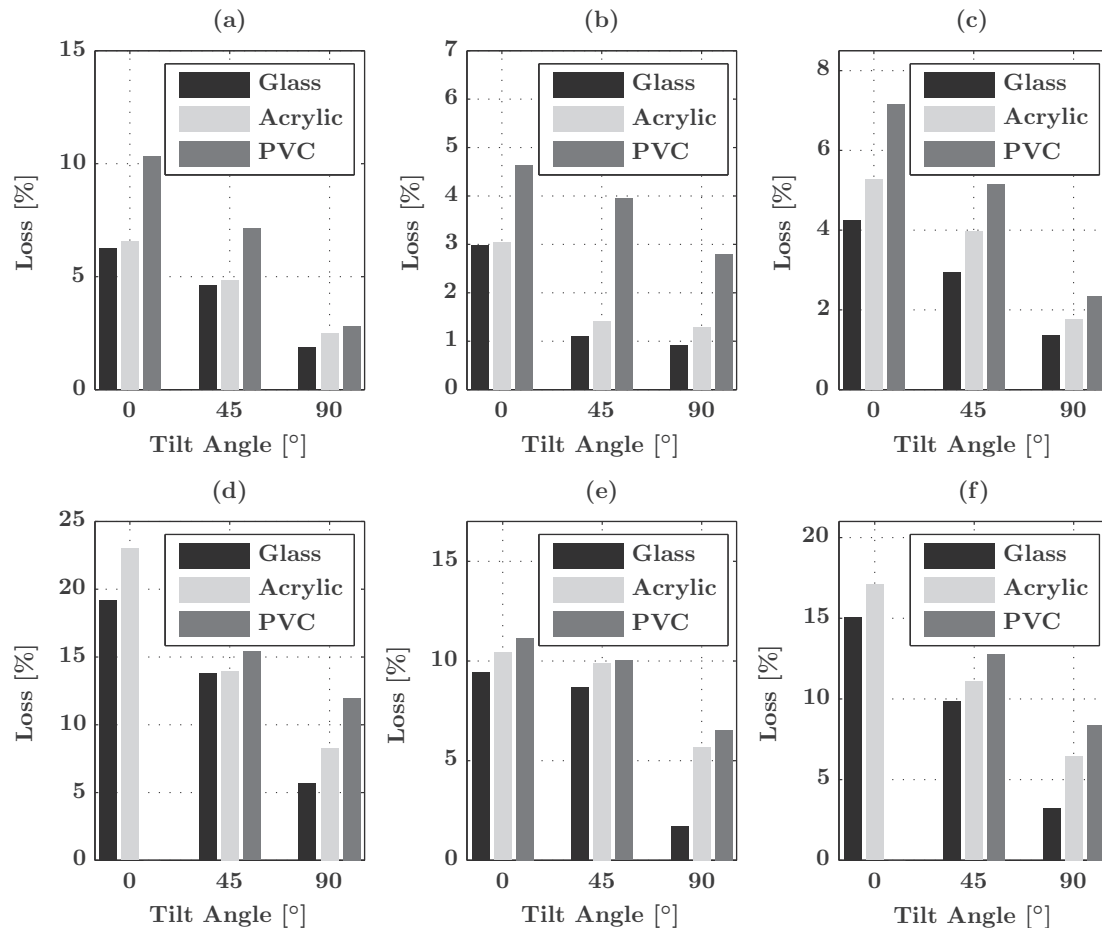 (a)
15
10
5
0
Loss [%]
Glass
Acrylic
PVC
0 45 90
Tilt Angle [°]
(b)
7
6
5
4
3
2
1
0
Loss [%]
Glass
Acrylic
PVC
0 45 90
Tilt Angle [°]
(c)
8
6
4
2
0
Loss [%]
Glass
Acrylic
PVC
0 45 90
Tilt Angle [°]
(d)
25
20
15
10
5
0
Loss [%]
Glass
Acrylic
PVC
0 45 90
Tilt Angle [°]
(e)
15
10
5
0
Loss [%]
Glass
Acrylic
PVC
0 45 90
Tilt Angle [°]
(f)
20
15
10
5
0
Loss [%]
Glass
Acrylic
PVC
0 45 90
Tilt Angle [°]